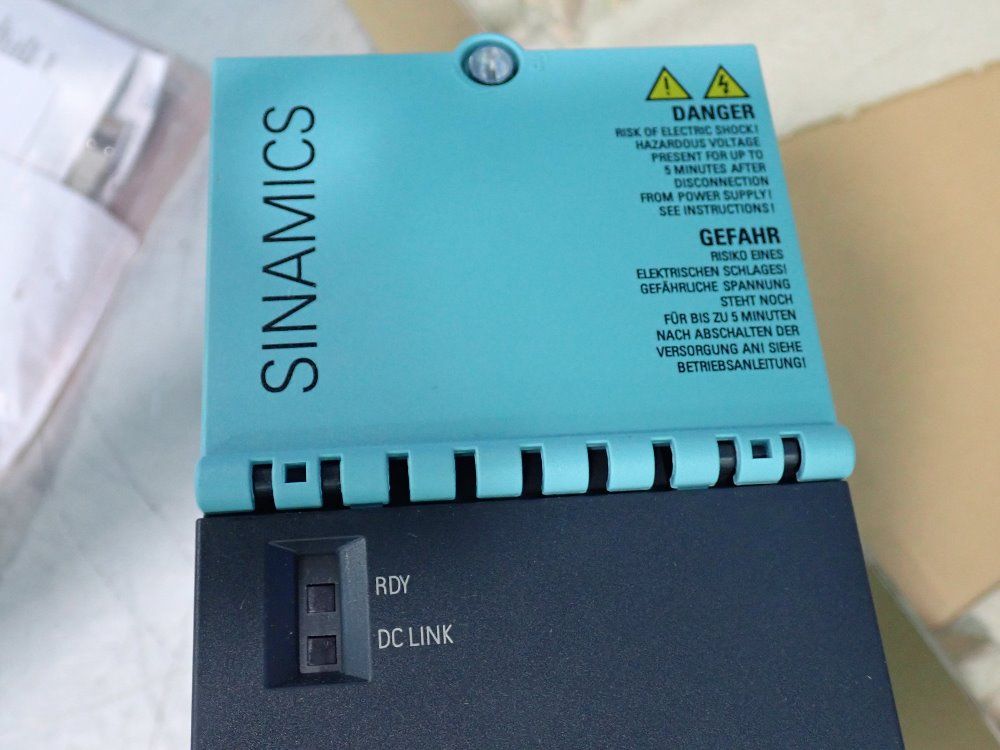 SINAMICS
DANGER
RISK OF ELECTRIC SHOCK!
HAZARDOUS VOLTAGE
PRESENT FOR UP TO
5 MINUTES AFTER
DISCONNECTION
FROM POWER SUPPLY!
SEE INSTRUCTIONS!
GEFAHR
RISIKO EINES
ELEKTRISCHEN SCHLAGES!
GEFÄHRLICHE SPANNUNG
STEHT NOCH
FÜR BIS ZU 5 MINUTEN
NACH ABSCHALTEN DER
VERSORGUNG AN! SIEHE
BETRIEBSANLEITUNG!
RDY
DC LINK